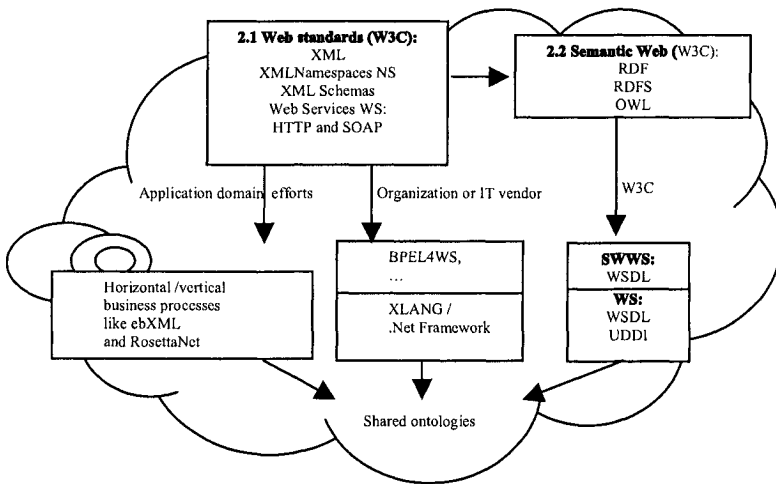 2.1 Web standards (W3C):
XML
XMLNamespaces NS
XML Schemas
Web Services WS:
HTTP and SOAP
2.2 Semantic Web (W3C):
RDF
RDFS
OWL
Application domain efforts
Organization or IT vendor
W3C
Horizontal /vertical
business processes
like ebXML
and RosettaNet
BPEL4WS,
...
XLANG /
.Net Framework
SWWS:
WSDL
WS:
WSDL
UDDI
Shared ontologies